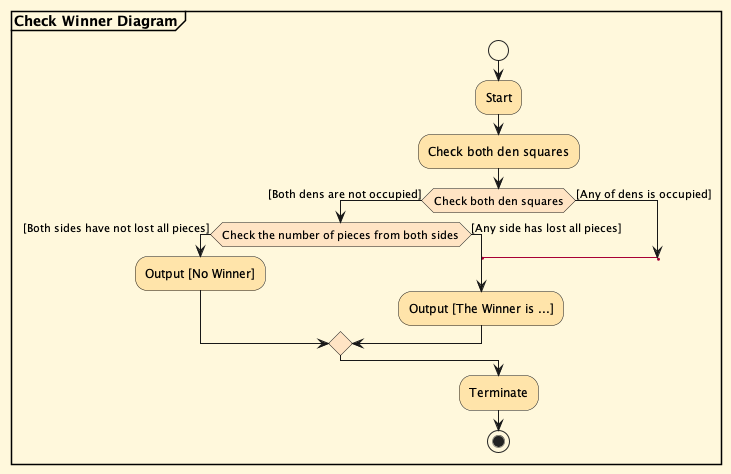 Check Winner Diagram
Start
Check both den squares
[Both dens are not occupied]
Check both den squares
[Any of dens is occupied]
[Both sides have not lost all pieces]
Check the number of pieces from both sides
[Any side has lost all pieces]
Output [No Winner]
Output [The Winner is ...]
Terminate